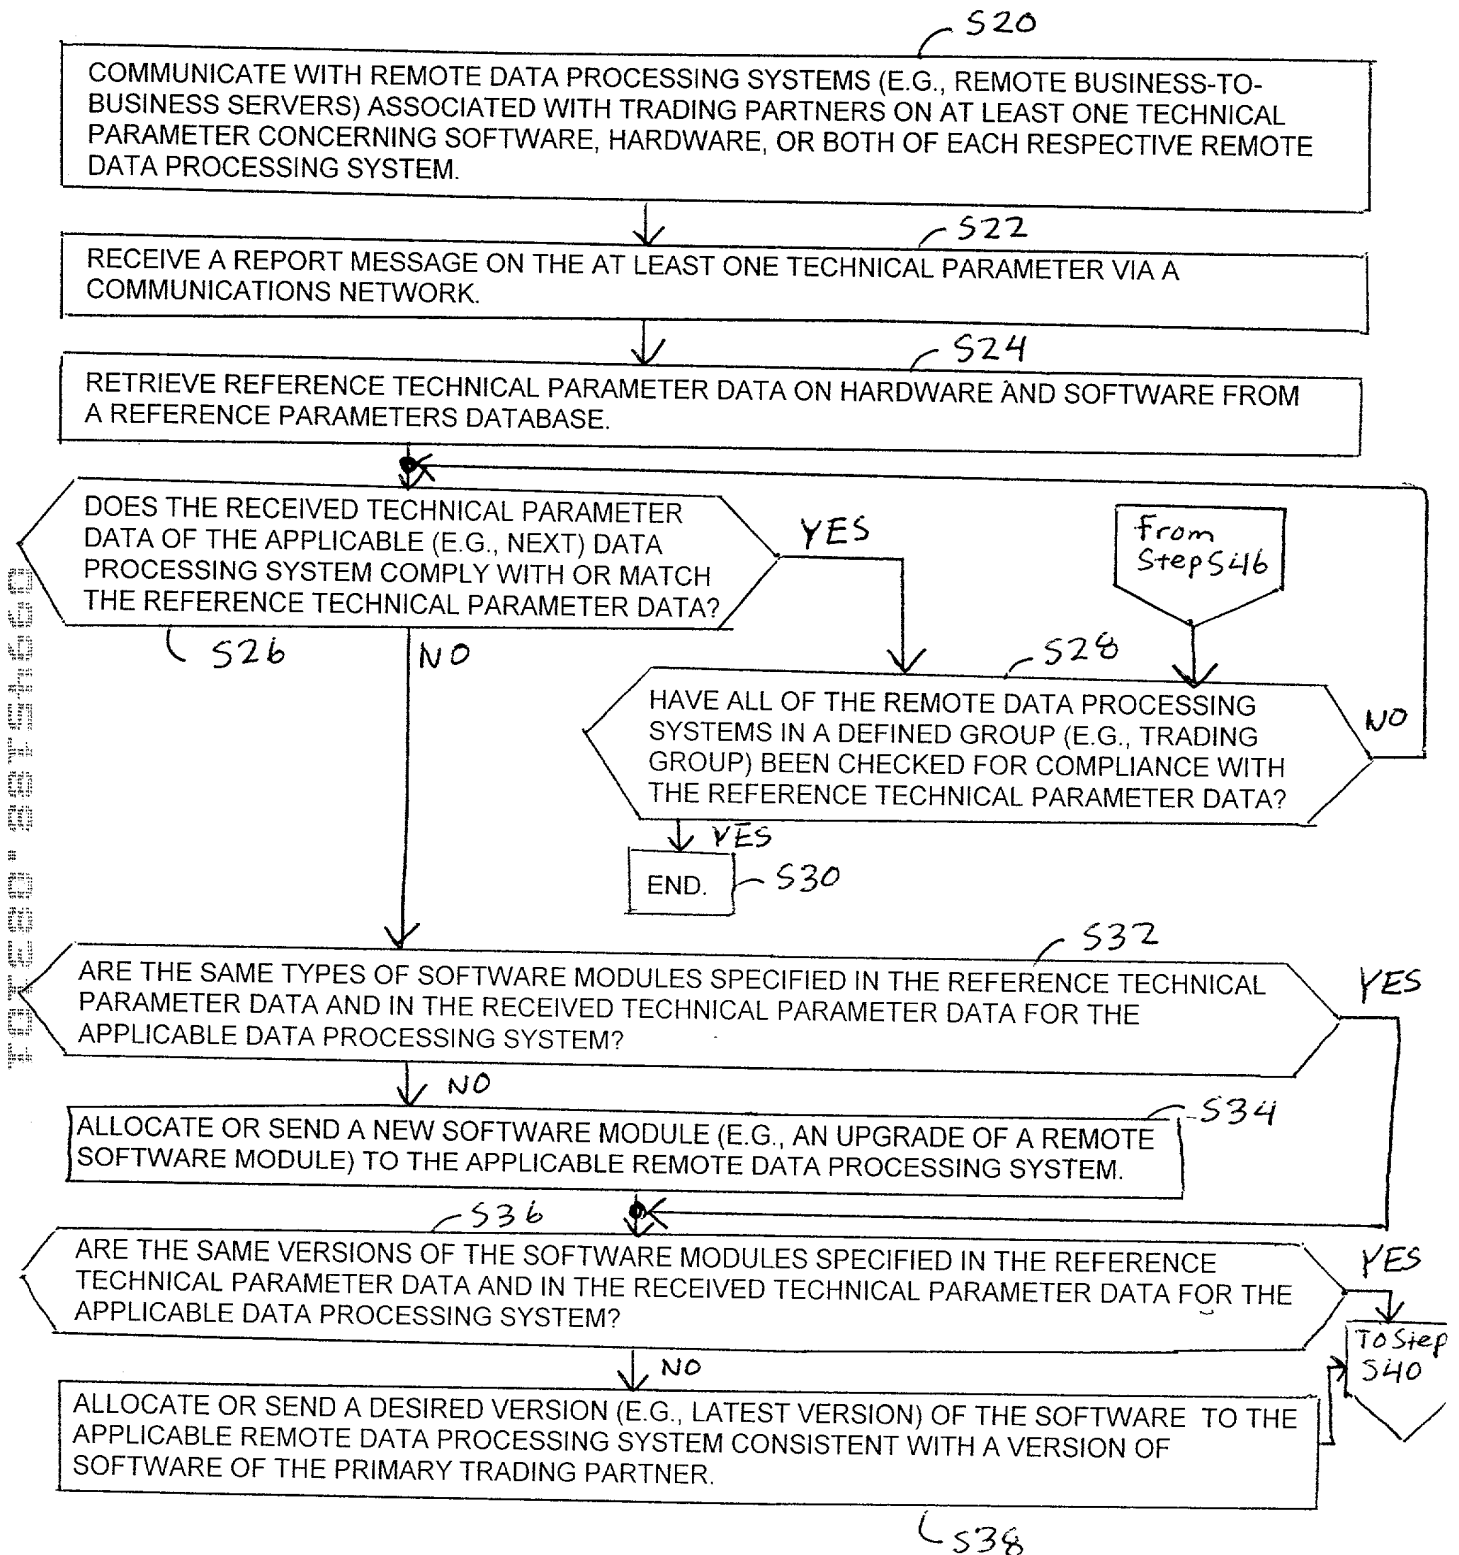 S20
COMMUNICATE WITH REMOTE DATA PROCESSING SYSTEMS (E.G., REMOTE BUSINESS-TO-
BUSINESS SERVERS) ASSOCIATED WITH TRADING PARTNERS ON AT LEAST ONE TECHNICAL
PARAMETER CONCERNING SOFTWARE, HARDWARE, OR BOTH OF EACH RESPECTIVE REMOTE
DATA PROCESSING SYSTEM.
S22
RECEIVE A REPORT MESSAGE ON THE AT LEAST ONE TECHNICAL PARAMETER VIA A
COMMUNICATIONS NETWORK.
S24
RETRIEVE REFERENCE TECHNICAL PARAMETER DATA ON HARDWARE AND SOFTWARE FROM
A REFERENCE PARAMETERS DATABASE.
DOES THE RECEIVED TECHNICAL PARAMETER
DATA OF THE APPLICABLE (E.G., NEXT) DATA
PROCESSING SYSTEM COMPLY WITH OR MATCH
THE REFERENCE TECHNICAL PARAMETER DATA?
YES
From
Step S46
S26
NO
S28
HAVE ALL OF THE REMOTE DATA PROCESSING
SYSTEMS IN A DEFINED GROUP (E.G., TRADING
GROUP) BEEN CHECKED FOR COMPLIANCE WITH
THE REFERENCE TECHNICAL PARAMETER DATA?
NO
YES
END.
S30
S32
ARE THE SAME TYPES OF SOFTWARE MODULES SPECIFIED IN THE REFERENCE TECHNICAL
PARAMETER DATA AND IN THE RECEIVED TECHNICAL PARAMETER DATA FOR THE
APPLICABLE DATA PROCESSING SYSTEM?
YES
NO
S34
ALLOCATE OR SEND A NEW SOFTWARE MODULE (E.G., AN UPGRADE OF A REMOTE
SOFTWARE MODULE) TO THE APPLICABLE REMOTE DATA PROCESSING SYSTEM.
S36
ARE THE SAME VERSIONS OF THE SOFTWARE MODULES SPECIFIED IN THE REFERENCE
TECHNICAL PARAMETER DATA AND IN THE RECEIVED TECHNICAL PARAMETER DATA FOR THE
APPLICABLE DATA PROCESSING SYSTEM?
YES
To Step
S40
NO
ALLOCATE OR SEND A DESIRED VERSION (E.G., LATEST VERSION) OF THE SOFTWARE TO THE
APPLICABLE REMOTE DATA PROCESSING SYSTEM CONSISTENT WITH A VERSION OF
SOFTWARE OF THE PRIMARY TRADING PARTNER.
S38